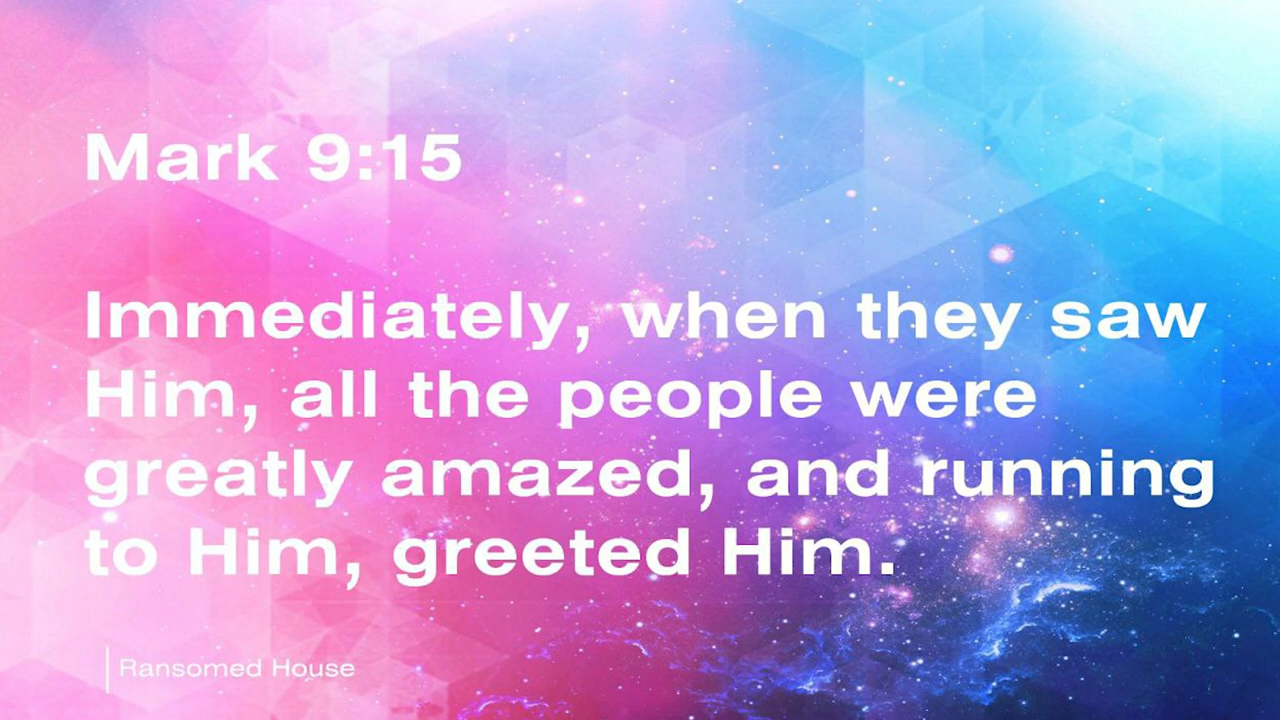 Mark 9:15
Immediately, when they saw
Him, all the people were
greatly amazed, and running
to Him, greeted Him.
Ransomed House